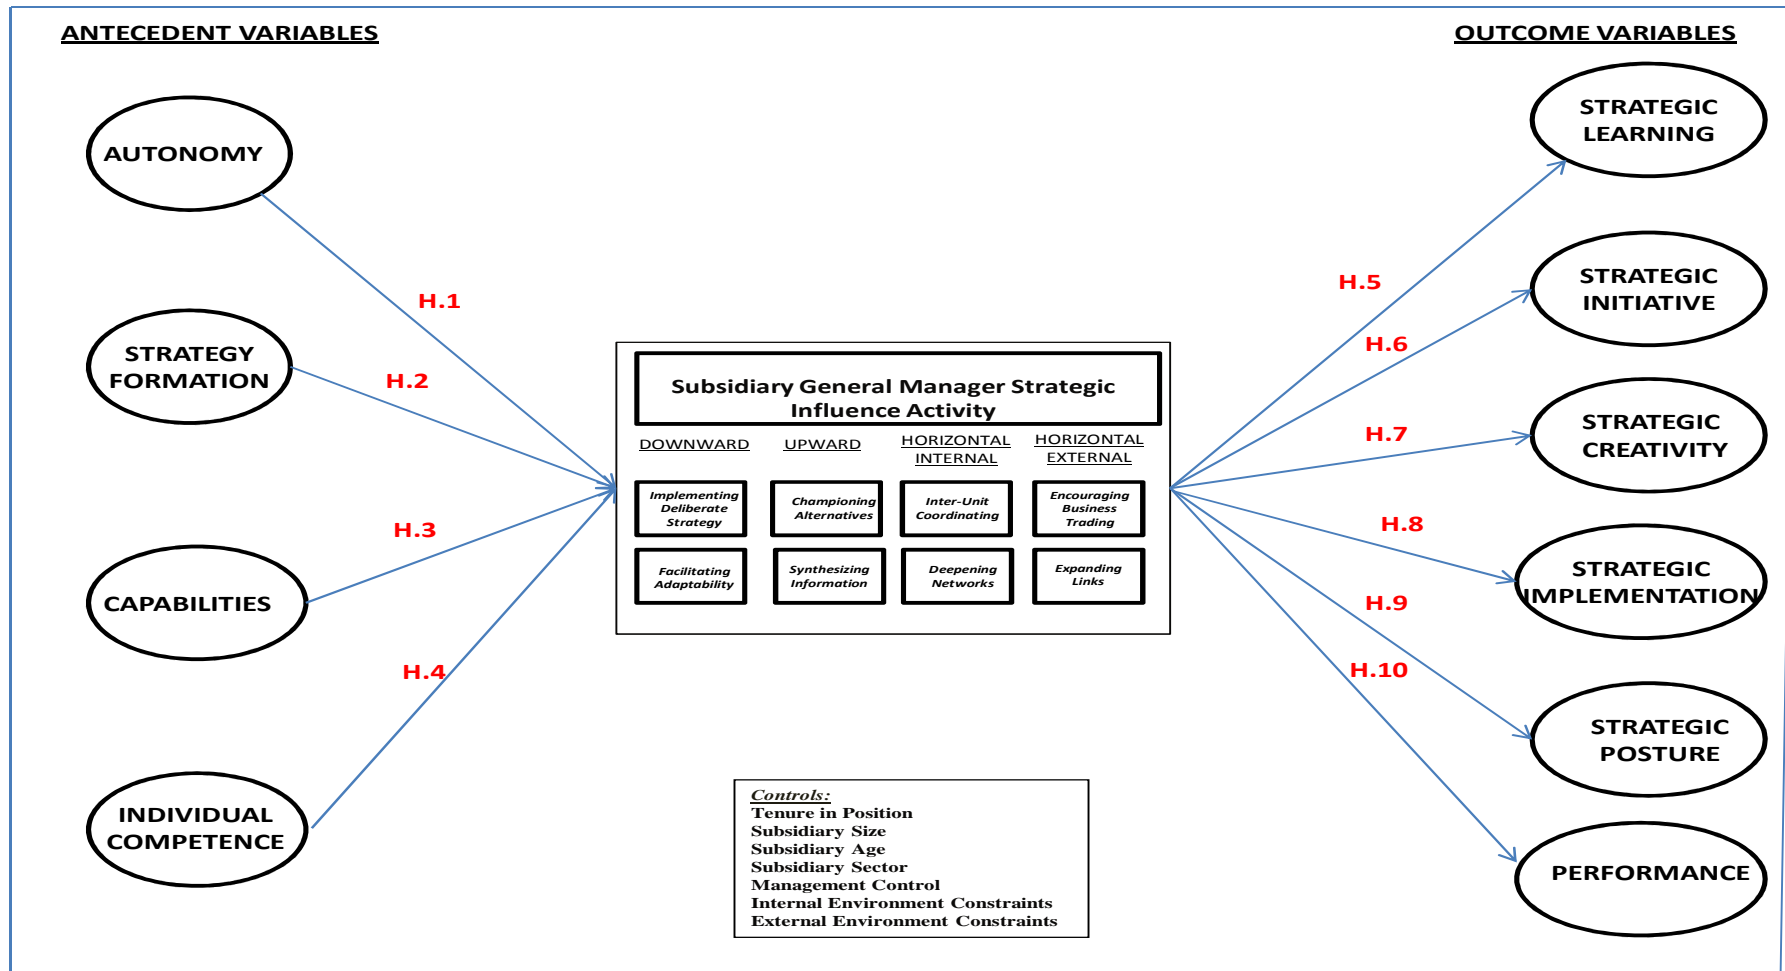 ANTECEDENT VARIABLES
OUTCOME VARIABLES
AUTONOMY
STRATEGY
FORMATION
CAPABILITIES
INDIVIDUAL
COMPETENCE
H.1
H.2
H.3
H.4
Subsidiary General Manager Strategic
Influence Activity
DOWNWARD
UPWARD
HORIZONTAL
INTERNAL
HORIZONTAL
EXTERNAL
Implementing
Deliberate
Strategy
Championing
Alternatives
Inter-Unit
Coordinating
Encouraging
Business
Trading
Facilitating
Adaptability
Synthesizing
Information
Deepening
Networks
Expanding
Links
Controls:
Tenure in Position
Subsidiary Size
Subsidiary Age
Subsidiary Sector
Management Control
Internal Environment Constraints
External Environment Constraints
H.5
H.6
H.7
H.8
H.9
H.10
STRATEGIC
LEARNING
STRATEGIC
INITIATIVE
STRATEGIC
CREATIVITY
STRATEGIC
IMPLEMENTATION
STRATEGIC
POSTURE
PERFORMANCE